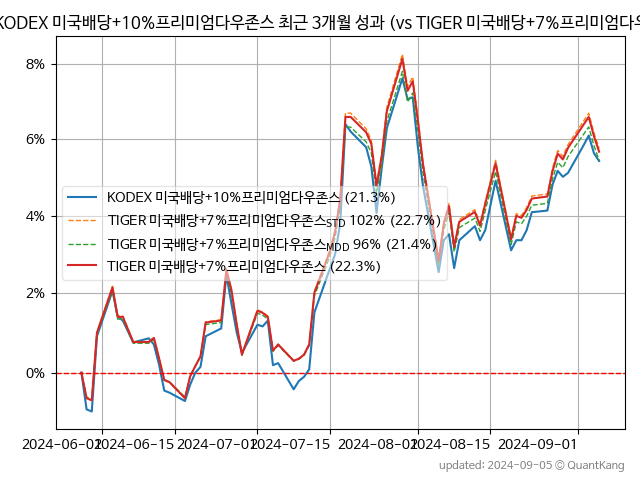 KODEX 미국배당+10%프리미엄다우존스 최근 3개월 성과 (vs TIGER 미국배당+7%프리미엄다우
8%
6%
4%
2%
0%
KODEX 미국배당+10%프리미엄다우존스 (21.3%)
TIGER 미국배당+7%프리미엄다우존스STD 102% (22.7%)
TIGER 미국배당+7%프리미엄다우존스MDD 96% (21.4%)
TIGER 미국배당+7%프리미엄다우존스 (22.3%)
2024-06-01 2024-06-15 2024-07-01 2024-07-15 2024-08-01 2024-08-15 2024-09-01
updated: 2024-09-05 © QuantKang